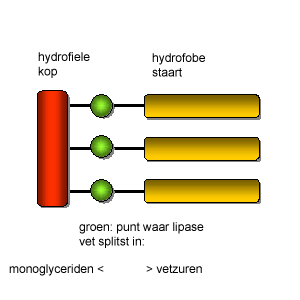 hydrofiele
kop
hydrofobe
staart
groen: punt waar lipase
vet splitst in:
monoglyceriden < > vetzuren